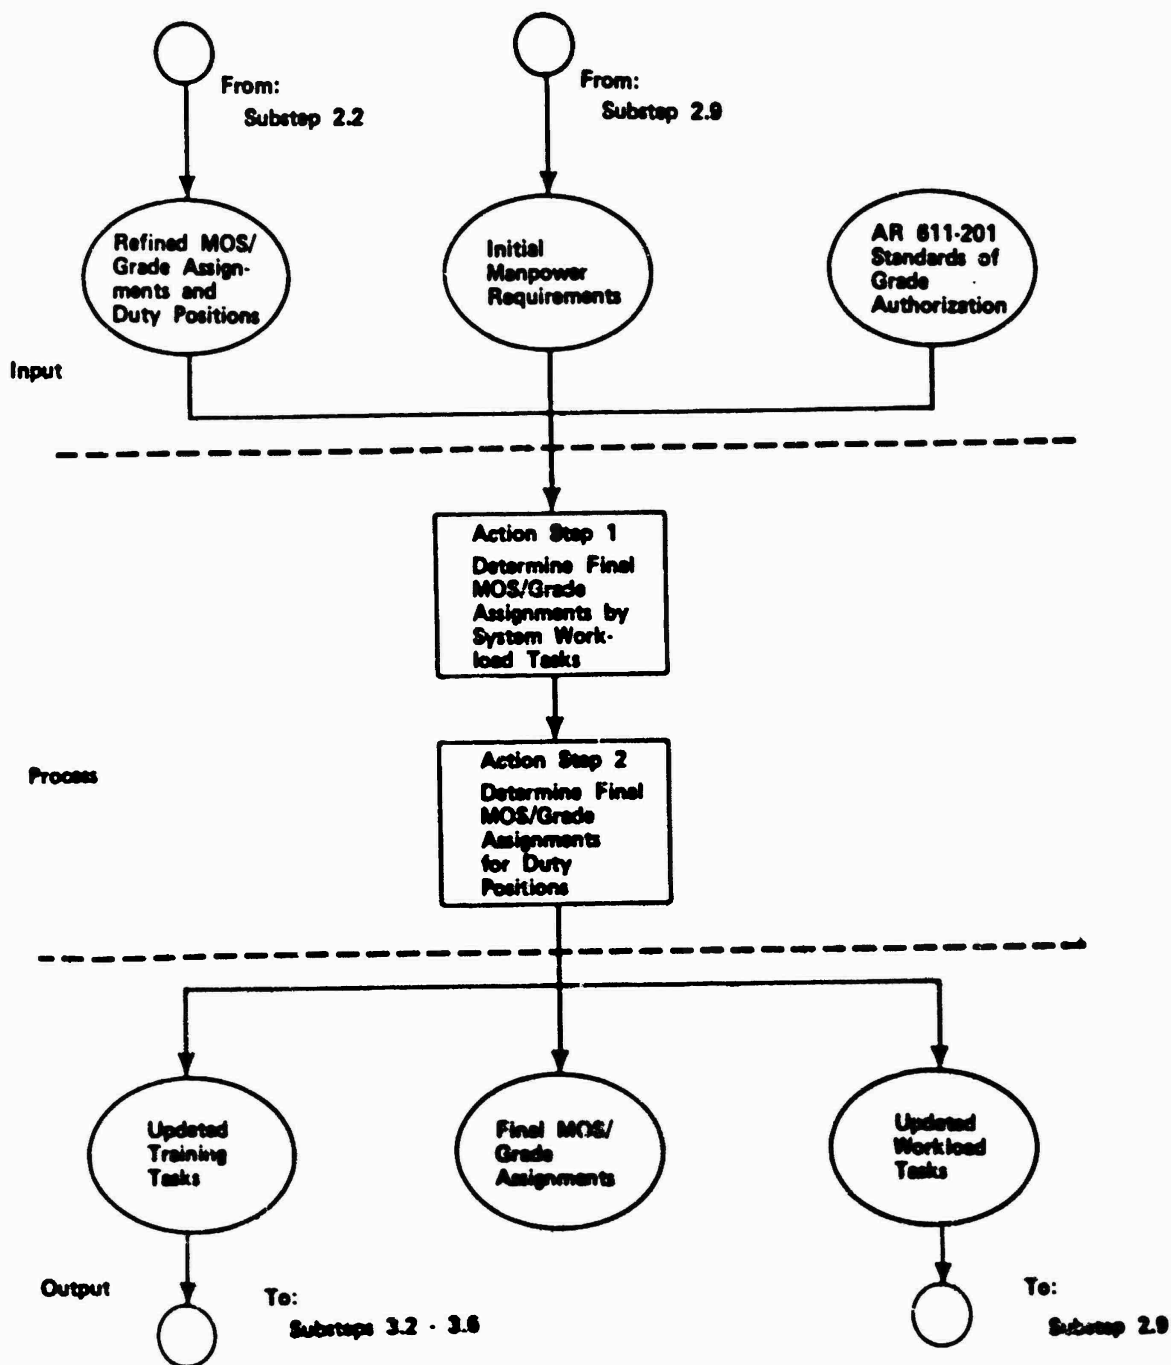 From:
Substep 2.2
From:
Substep 2.9
Refined MOS/
Grade Assign-
ments and
Duty Positions
Initial
Manpower
Requirements
AR 611-201
Standards of
Grade
Authorization
Input
Action Step 1
Determine Final
MOS/Grade
Assignments by
System Work-
load Tasks
Process
Action Step 2
Determine Final
MOS/Grade
Assignments
for Duty
Positions
Updated
Training
Tasks
Final MOS/
Grade
Assignments
Updated
Workload
Tasks
Output
To:
Substeps 3.2 - 3.6
To:
Substep 2.9